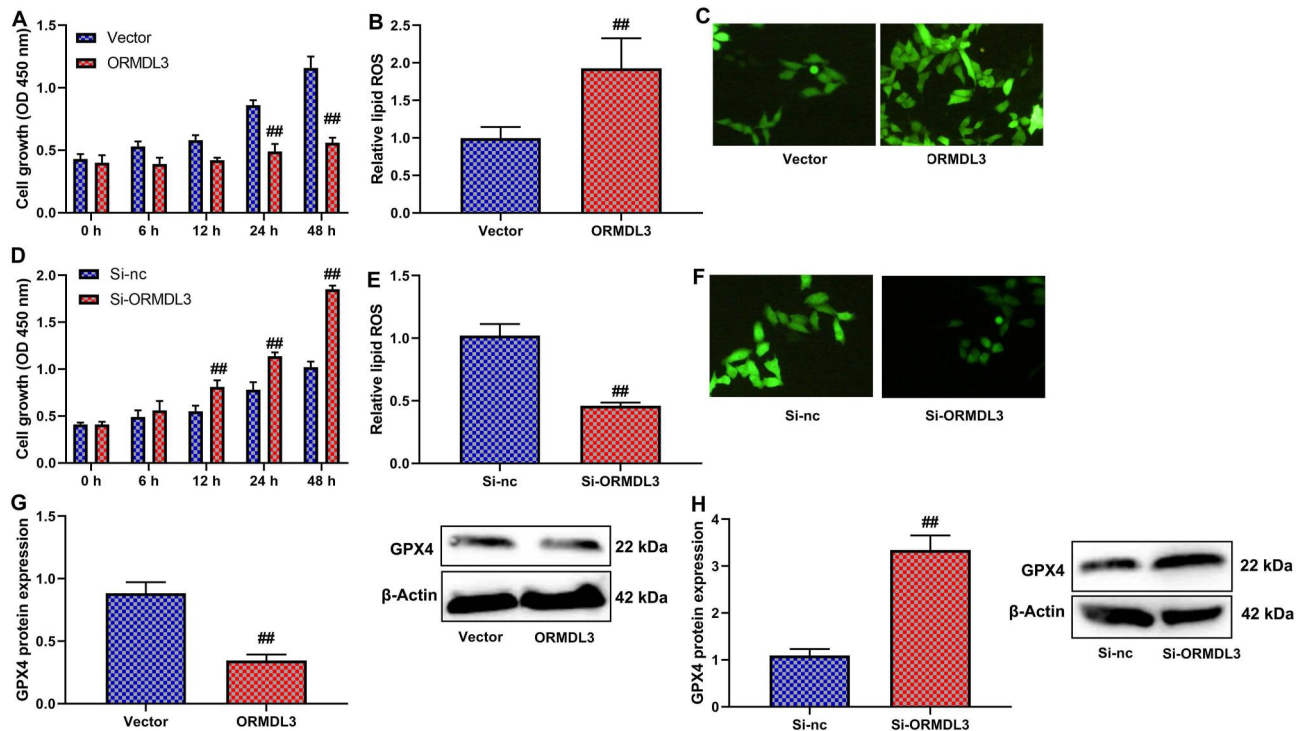 A
Cell growth (OD 450 nm)
1.5
1.0
0.5
0.0
Vector
ORMDL3
##
##
0 h 6 h 12 h 24 h 48 h
B
Relative lipid ROS
2.5
2.0
1.5
1.0
0.5
0.0
##
Vector ORMDL3
C
Vector ORMDL3
D
Cell growth (OD 450 nm)
2.0
1.5
1.0
0.5
0.0
Si-nc
Si-ORMDL3
##
##
##
0 h 6 h 12 h 24 h 48 h
E
Relative lipid ROS
1.5
1.0
0.5
0.0
##
Si-nc Si-ORMDL3
F
Si-nc Si-ORMDL3
G
GPX4 protein expression
1.5
1.0
0.5
0.0
##
Vector ORMDL3
GPX4 22 kDa
β-Actin 42 kDa
Vector ORMDL3
H
GPX4 protein expression
4
3
2
1
0
##
Si-nc Si-ORMDL3
GPX4 22 kDa
β-Actin 42 kDa
Si-nc Si-ORMDL3